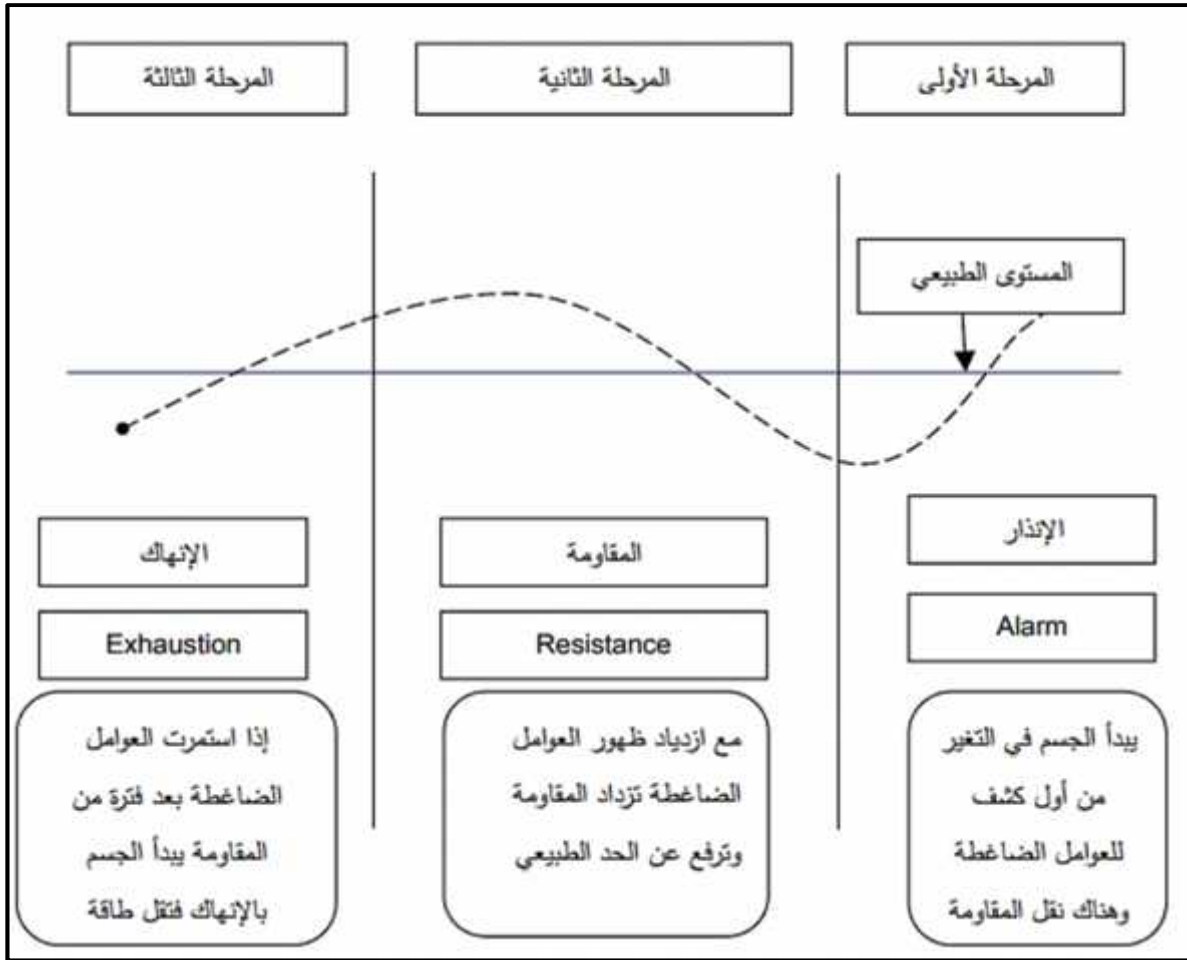 المرحلة الأولى
المرحلة الثانية
المرحلة الثالثة
المستوى الطبيعي
الإنذار
Alarm
يبدأ الجسم في التغير
من أول كشف
للعوامل الضاغطة
وهناك نقل المقاومة
المقاومة
Resistance
مع ازدياد ظهور العوامل
الضاغطة تزداد المقاومة
وترفع عن الحد الطبيعي
الإنهاك
Exhaustion
إذا استمرت العوامل
الضاغطة بعد فترة من
المقاومة يبدأ الجسم
بالإنهاك فتقل طاقة